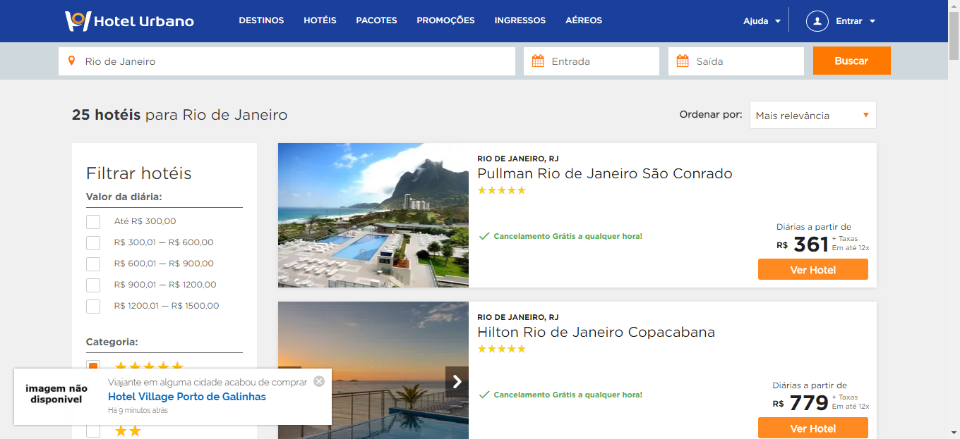 Hotel Urbano DESTINOS HOTÉIS PACOTES PROMOÇÕES INGRESSOS AÉREOS Ajuda Entrar
Rio de Janeiro Entrada Saída Buscar
25 hotéis para Rio de Janeiro Ordenar por: Mais relevância
Filtrar hotéis
Valor da diária:
Até R$ 300,00
R$ 300,01 — R$ 600,00
R$ 600,01 — R$ 900,00
R$ 900,01 — R$ 1200,00
R$ 1200,01 — R$ 1500,00
Categoria:
imagem não
disponivel
Viajante em alguma cidade acabou de comprar
Hotel Village Porto de Galinhas
Há 9 minutos atrás
RIO DE JANEIRO, RJ
Pullman Rio de Janeiro São Conrado
Cancelamento Grátis a qualquer hora!
Diárias a partir de
R$ 361 + Taxas
Em até 12x
Ver Hotel
RIO DE JANEIRO, RJ
Hilton Rio de Janeiro Copacabana
Cancelamento Grátis a qualquer hora!
Diárias a partir de
R$ 779 + Taxas
Em até 12x
Ver Hotel